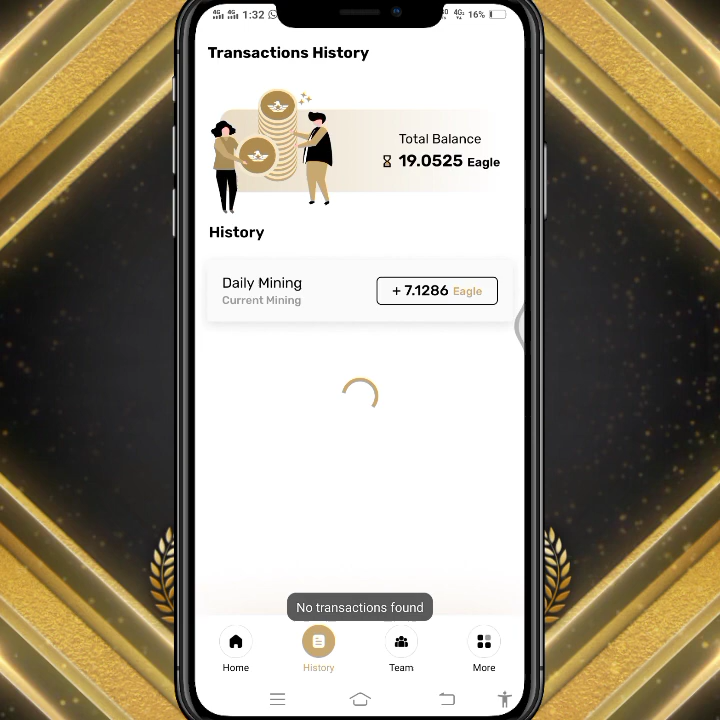 1:32
16%
Transactions History
Total Balance
19.0525 Eagle
History
Daily Mining
+ 7.1286 Eagle
Current Mining
No transactions found
Home
History
Team
More